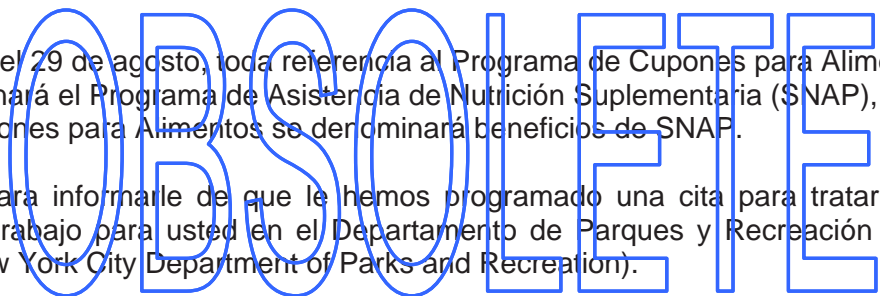 el 29 de agosto, toda referencia al Programa de Cupones para Alime
nará el Programa de Asistencia de Nutrición Suplementaria (SNAP),
ones para Alimentos se denominará beneficios de SNAP.
ara informarle de que le hemos programado una cita para tratar
rabajo para usted en el Departamento de Parques y Recreación
w York City Department of Parks and Recreation).
OBSOLETE